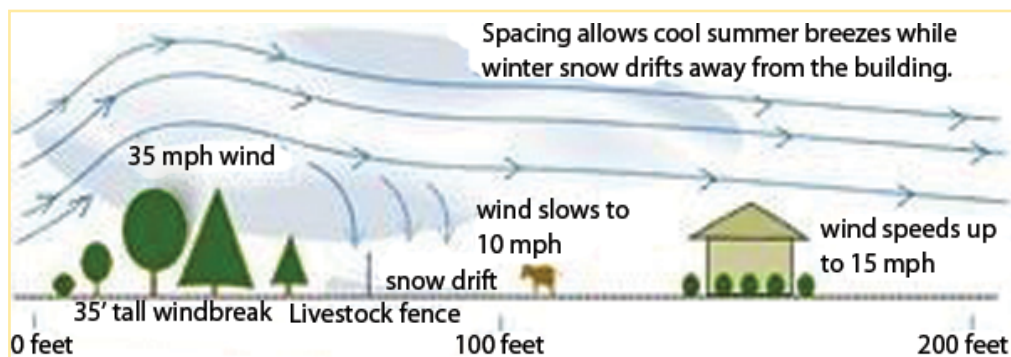 Spacing allows cool summer breezes while
winter snow drifts away from the building.
35 mph wind
wind slows to
10 mph
wind speeds up
to 15 mph
snow drift
35' tall windbreak
Livestock fence
0 feet
100 feet
200 feet